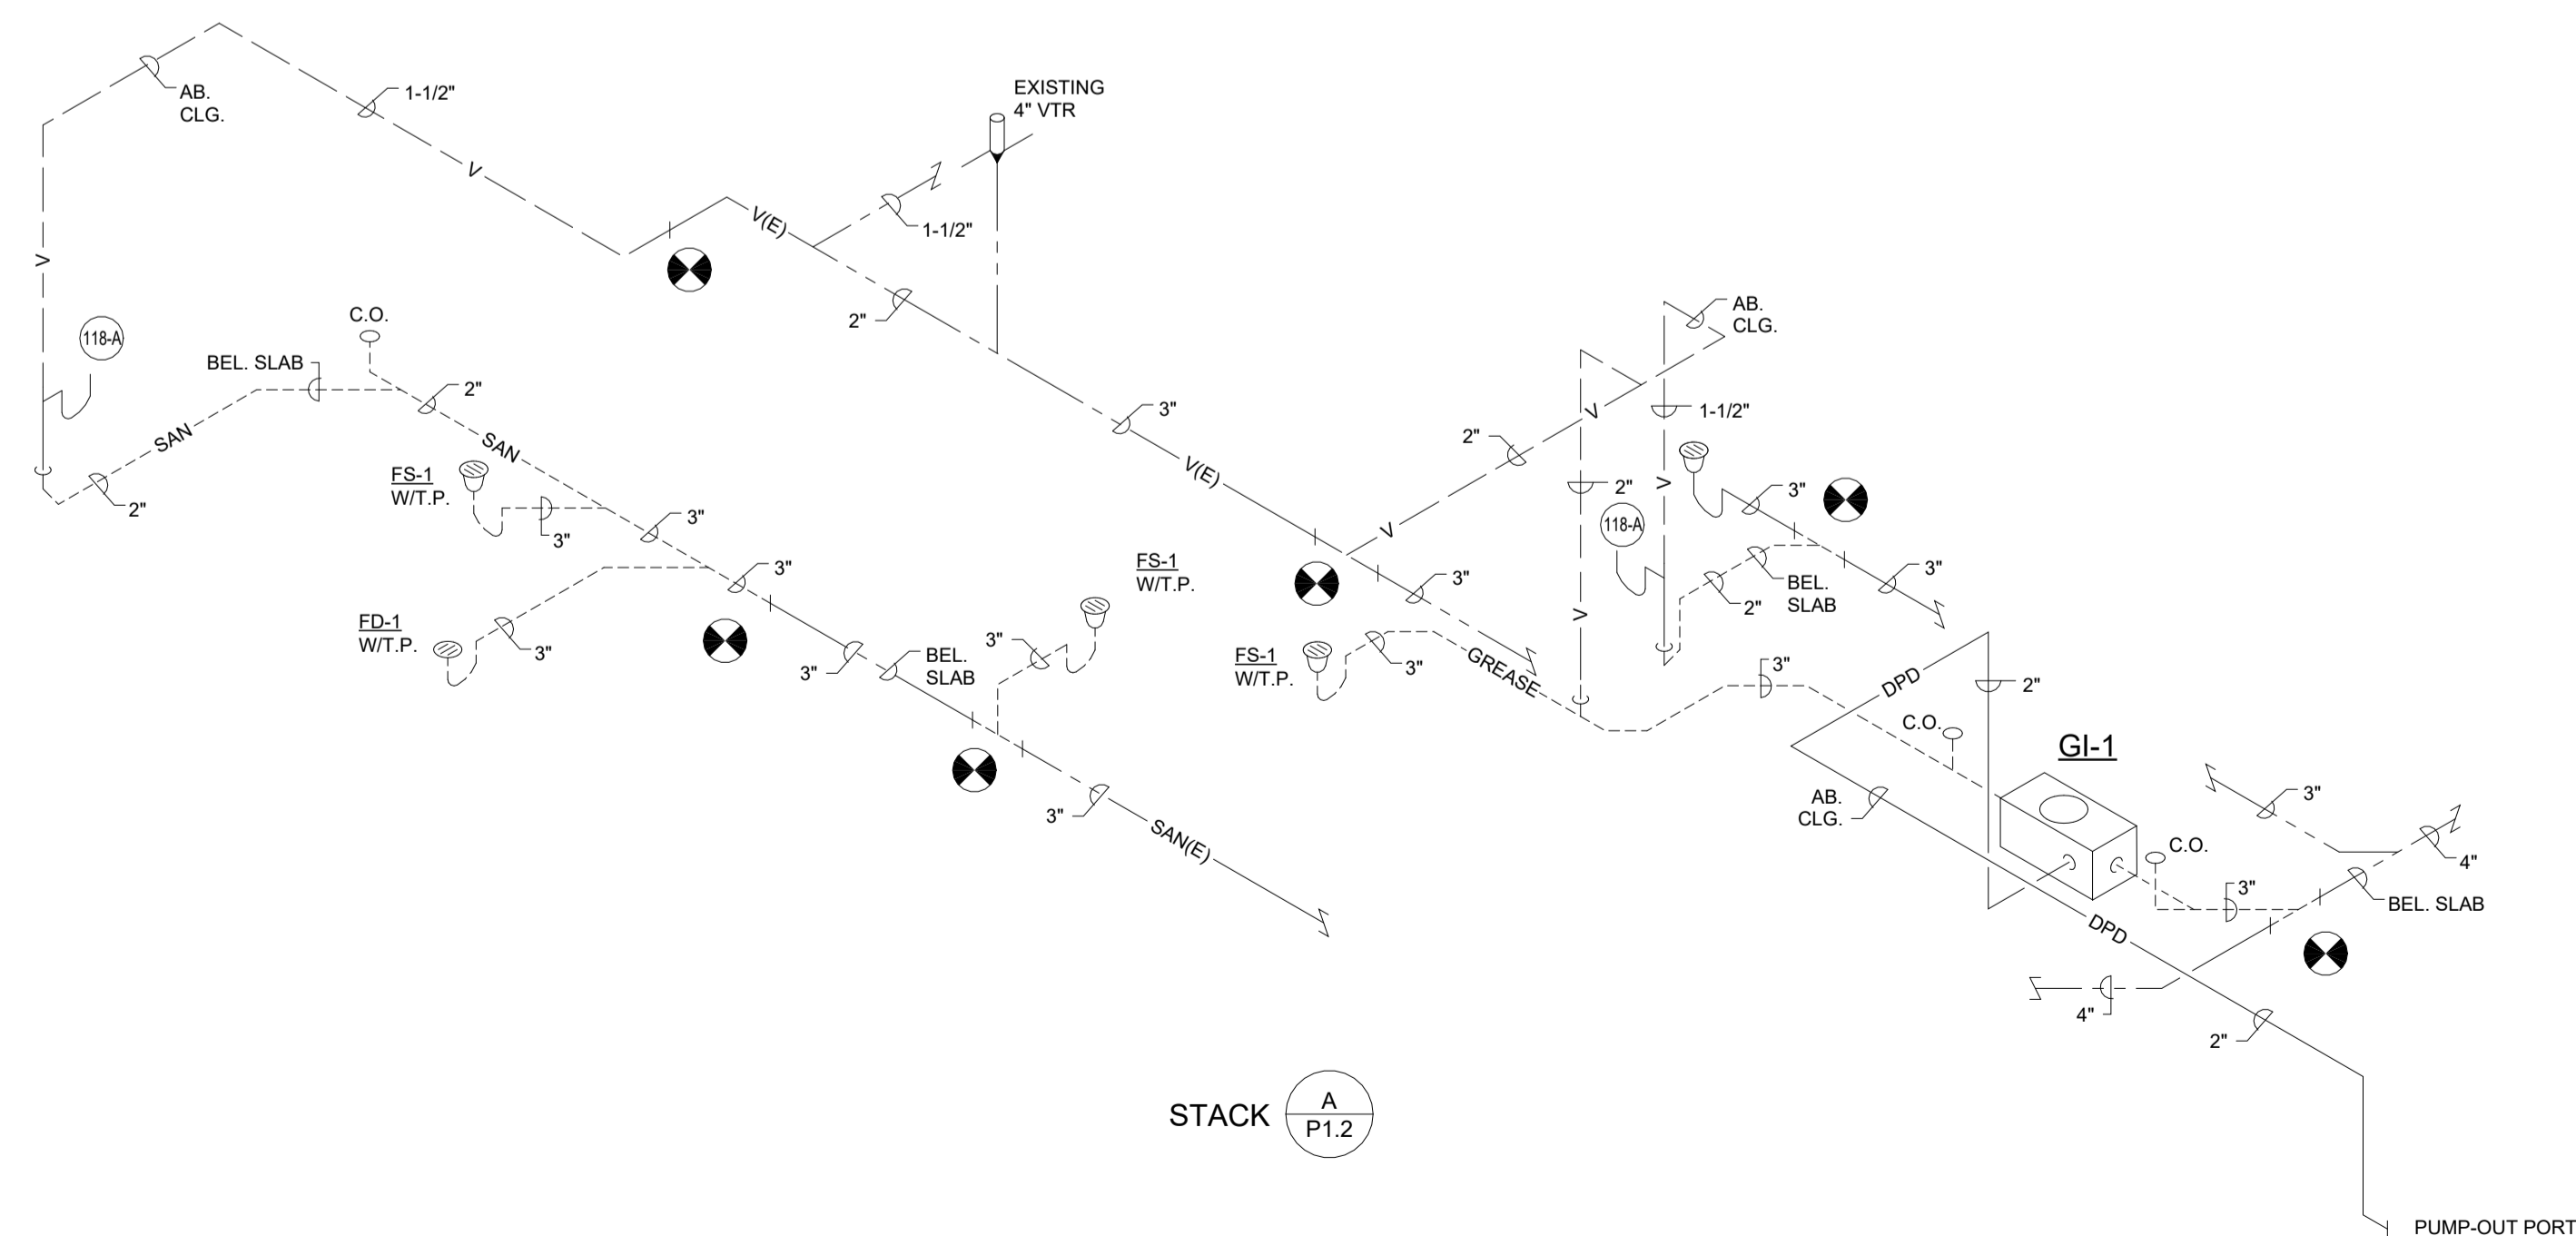 EXISTING
4" VTR
AB.
CLG.
1-1/2"
V
V(E)
1-1/2"
V
2"
AB.
CLG.
C.O.
118-A
BEL. SLAB
2"
SAN
SAN
2"
3"
V(E)
V
2"
V
1-1/2"
2"
V
118-A
3"
FS-1
W/T.P.
3"
3"
3"
FD-1
W/T.P.
3"
3"
BEL.
SLAB
3"
FS-1
W/T.P.
V
3"
V
BEL.
SLAB
2"
3"
FS-1
W/T.P.
3"
GREASE
3"
DPD
2"
C.O.
GI-1
AB.
CLG.
3"
SAN(E)
3"
4"
C.O.
3"
BEL. SLAB
DPD
4"
2"
STACK
A
P1.2
PUMP-OUT PORT